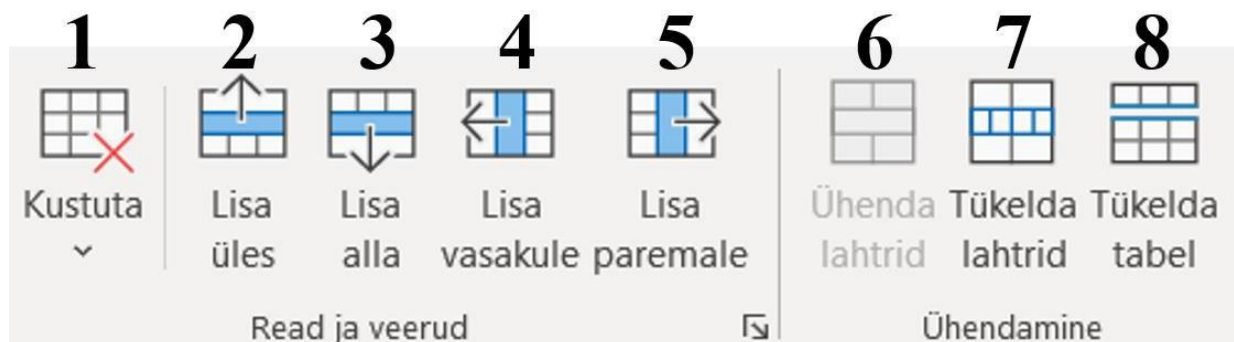 1 2 3 4 5 6 7 8
Kustuta Lisa Lisa Lisa Lisa Ühenda Tükelda Tükelda
üles alla vasakule paremale lahtrid lahtrid tabel
Read ja veerud Ühendamine